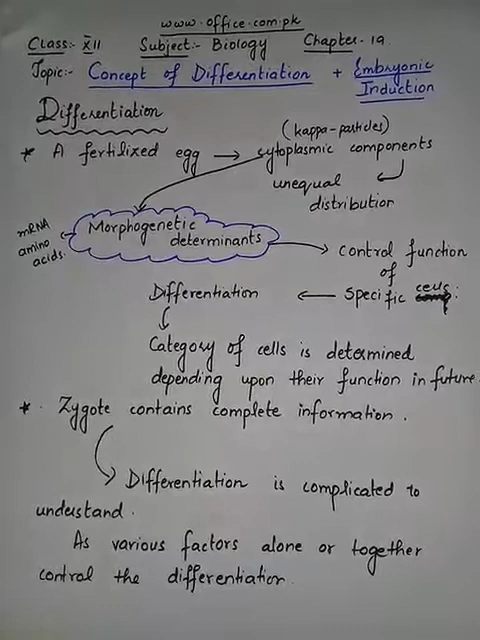 www.office.com.pk
Class:- XII Subject:- Biology Chapter- 19.
Topic:- Concept of Differentiation + Embryonic
Induction
Differentiation
(kappa-particles)
* A fertilized egg → cytoplasmic components
unequal
distribution
mRNA
amino
acids.
Morphogenetic
determinants
control function
of
Differentiation ← Specific cells:
Category of cells is determined
depending upon their function in future.
* Zygote contains complete information.
Differentiation is complicated to
understand.
As various factors alone or together
control the differentiation.